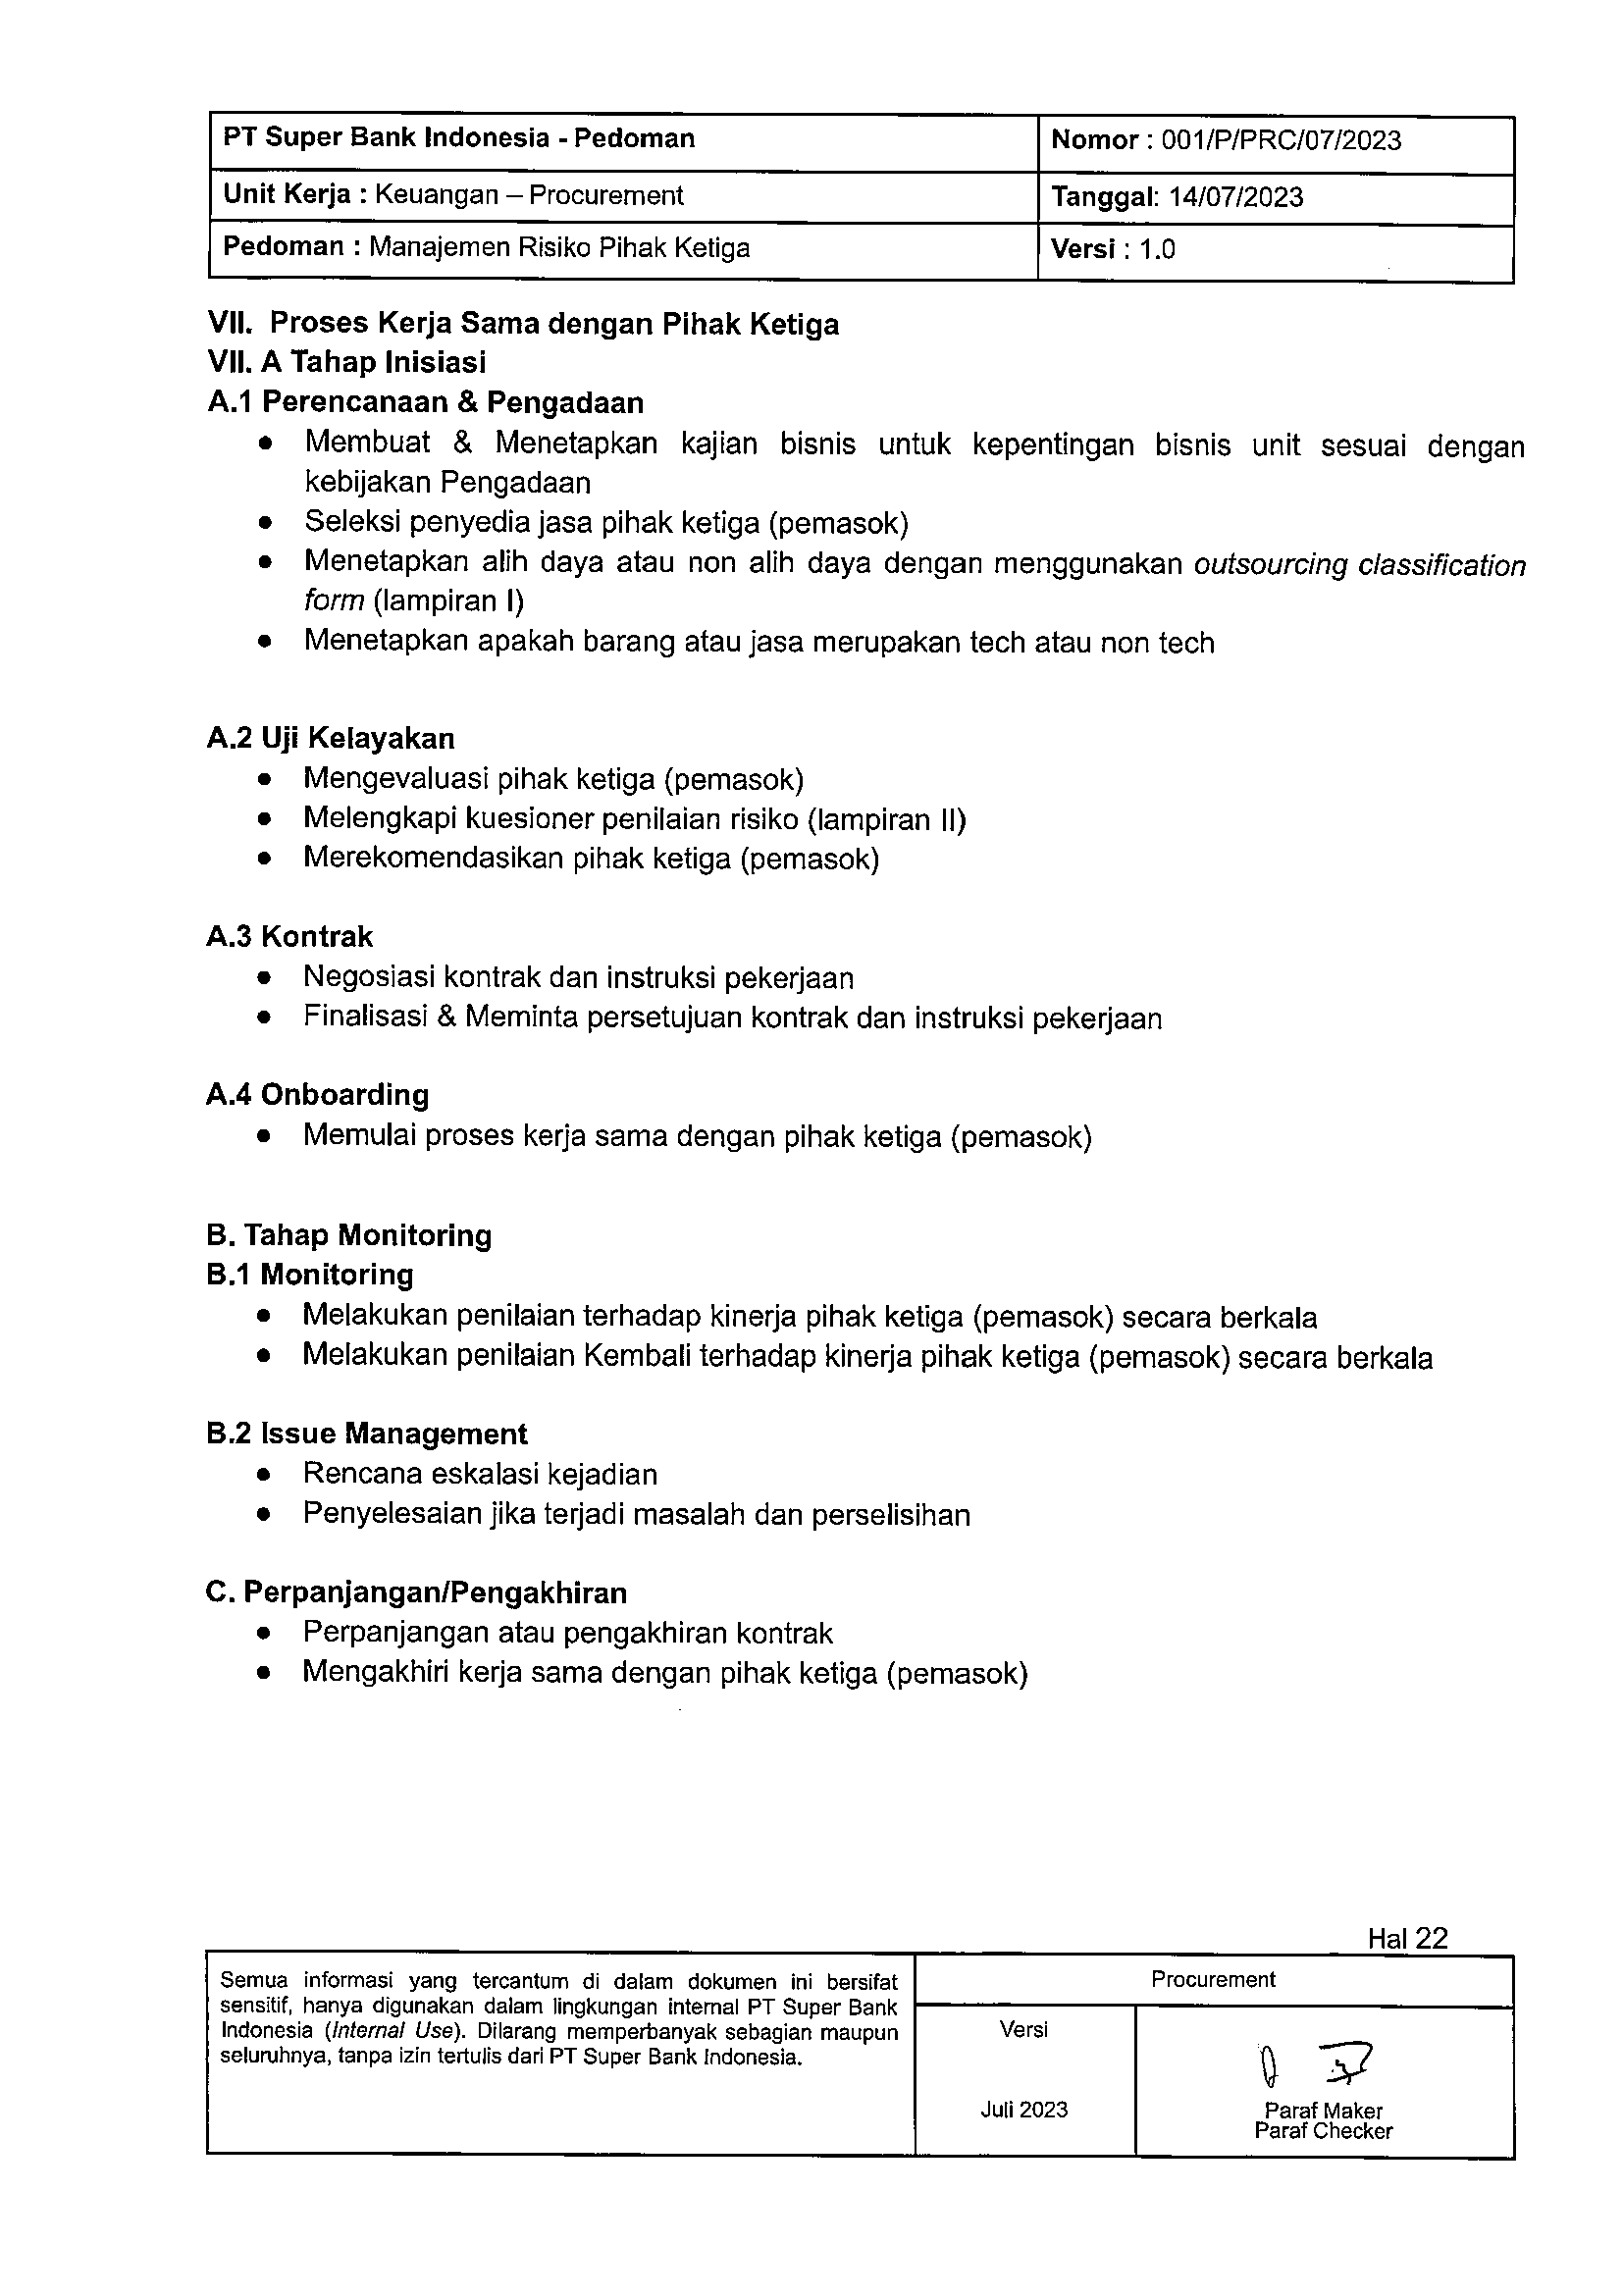 PT Super Bank Indonesia - Pedoman
Nomor : 001/P/PRC/07/2023
Unit Kerja : Keuangan – Procurement
Tanggal: 14/07/2023
Pedoman : Manajemen Risiko Pihak Ketiga
Versi : 1.0
VII. Proses Kerja Sama dengan Pihak Ketiga
VII. A Tahap Inisiasi
A.1 Perencanaan & Pengadaan
● Membuat & Menetapkan kajian bisnis untuk kepentingan bisnis unit sesuai dengan
kebijakan Pengadaan
● Seleksi penyedia jasa pihak ketiga (pemasok)
● Menetapkan alih daya atau non alih daya dengan menggunakan outsourcing classification
form (lampiran I)
● Menetapkan apakah barang atau jasa merupakan tech atau non tech
A.2 Uji Kelayakan
● Mengevaluasi pihak ketiga (pemasok)
● Melengkapi kuesioner penilaian risiko (lampiran II)
● Merekomendasikan pihak ketiga (pemasok)
A.3 Kontrak
● Negosiasi kontrak dan instruksi pekerjaan
● Finalisasi & Meminta persetujuan kontrak dan instruksi pekerjaan
A.4 Onboarding
● Memulai proses kerja sama dengan pihak ketiga (pemasok)
B. Tahap Monitoring
B.1 Monitoring
● Melakukan penilaian terhadap kinerja pihak ketiga (pemasok) secara berkala
● Melakukan penilaian Kembali terhadap kinerja pihak ketiga (pemasok) secara berkala
B.2 Issue Management
● Rencana eskalasi kejadian
● Penyelesaian jika terjadi masalah dan perselisihan
C. Perpanjangan/Pengakhiran
● Perpanjangan atau pengakhiran kontrak
● Mengakhiri kerja sama dengan pihak ketiga (pemasok)
Hal 22
Semua informasi yang tercantum di dalam dokumen ini bersifat
sensitif, hanya digunakan dalam lingkungan internal PT Super Bank
Indonesia (Internal Use). Dilarang memperbanyak sebagian maupun
seluruhnya, tanpa izin tertulis dari PT Super Bank Indonesia.
Procurement
Versi
Juli 2023
Paraf Maker
Paraf Checker